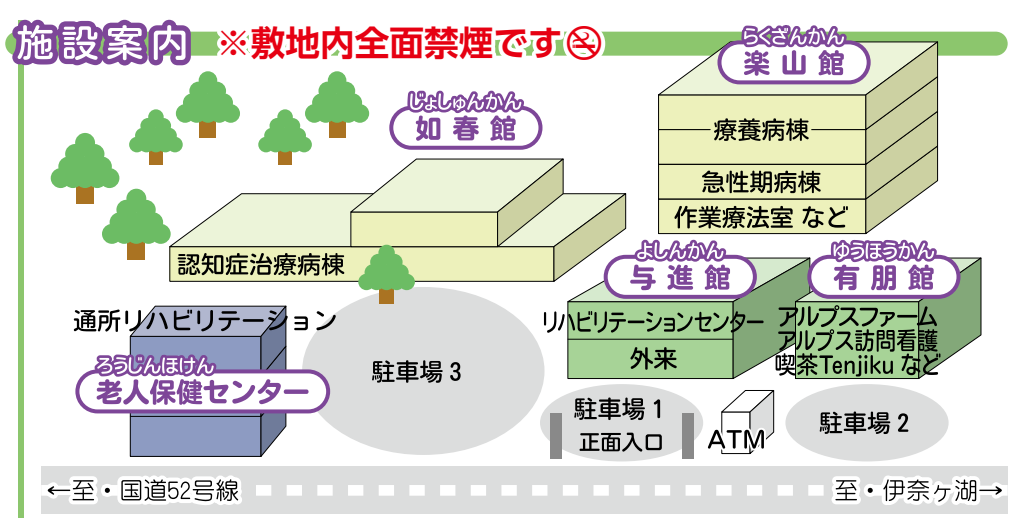 施設案内
※敷地内全面禁煙です
らくざんかん
楽山館
療養病棟
急性期病棟
作業療法室 など
じょしゅんかん
如春館
認知症治療病棟
よしんかん
与進館
リハビリテーションセンター
外来
ゆうほうかん
有朋館
アルプスファーム
アルプス訪問看護
喫茶Tenjiku など
通所リハビリテーション
ろうじんほけん
老人保健センター
駐車場 3
駐車場 1
正面入口
ATM
駐車場 2
←至・国道52号線
至・伊奈ヶ湖→